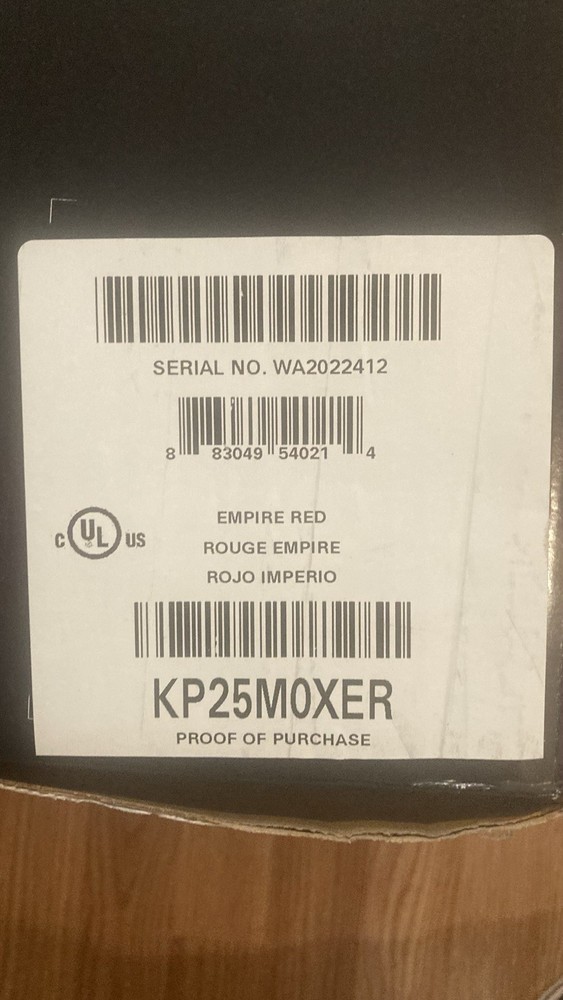 SERIAL NO. WA2022412
8 83049 54021 4
C UL US
EMPIRE RED
ROUGE EMPIRE
ROJO IMPERIO
KP25M0XER
PROOF OF PURCHASE